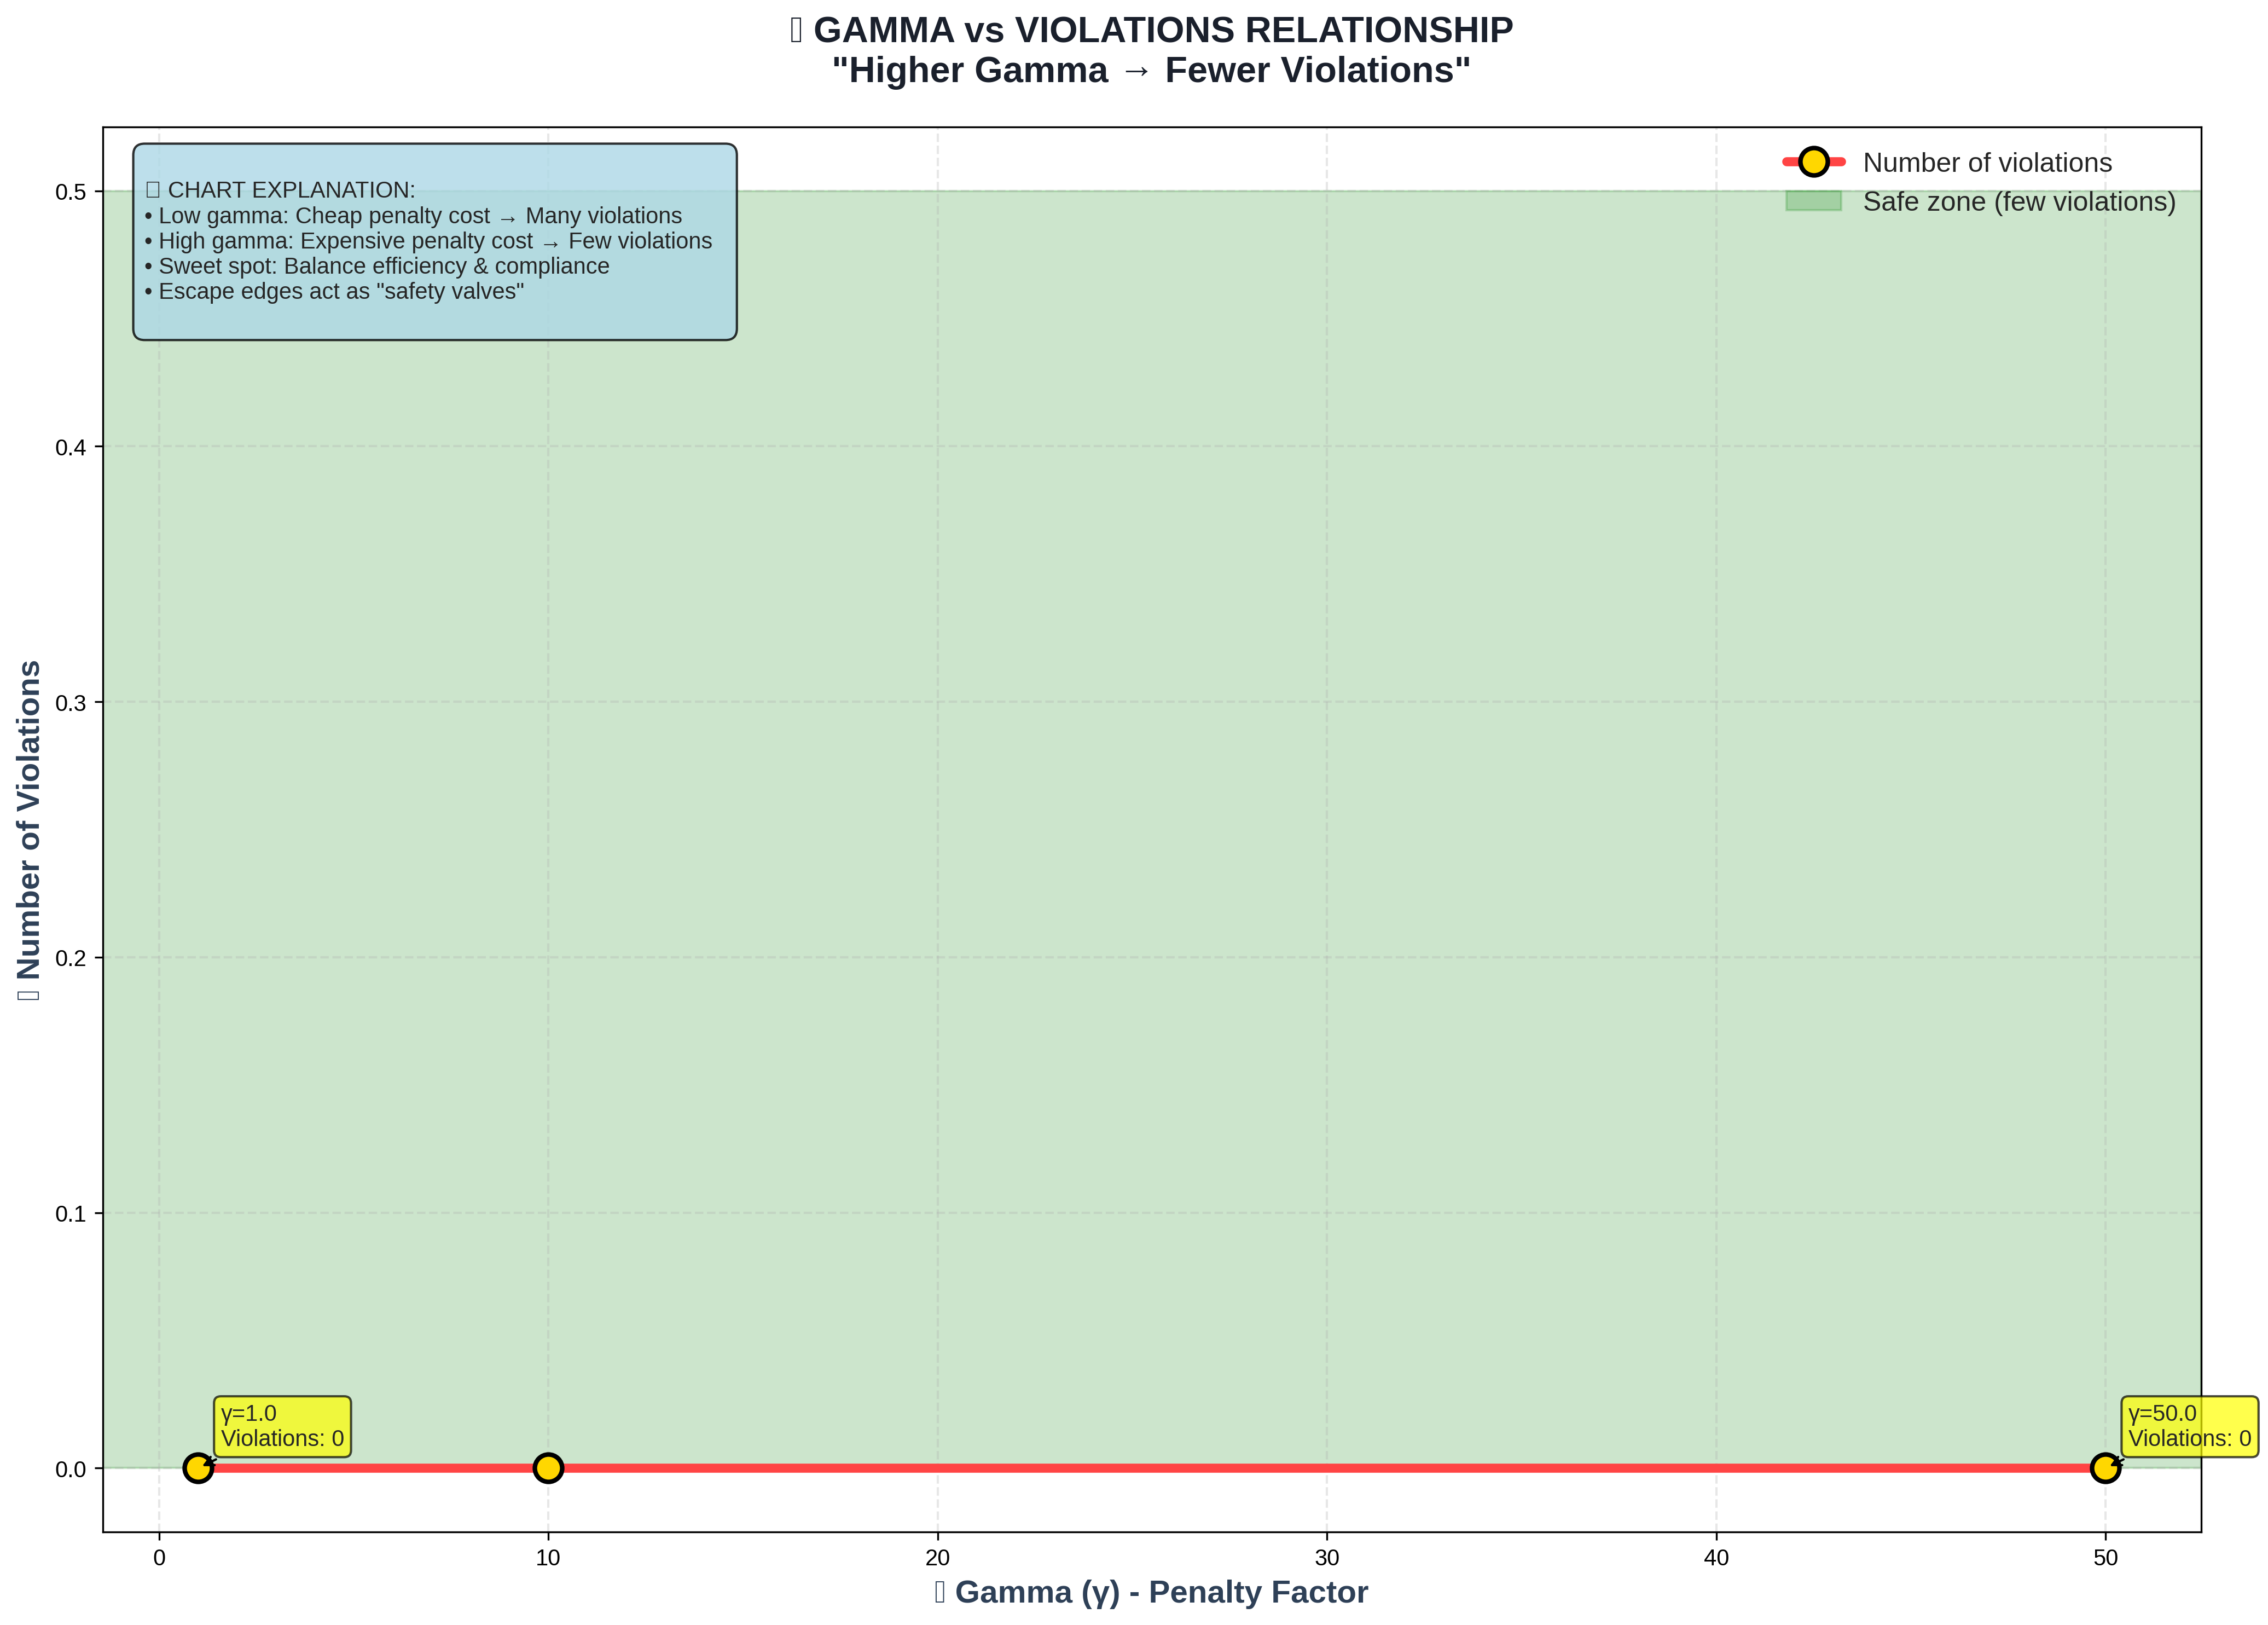 GAMMA vs VIOLATIONS RELATIONSHIP
"Higher Gamma → Fewer Violations"
CHART EXPLANATION:
• Low gamma: Cheap penalty cost → Many violations
• High gamma: Expensive penalty cost → Few violations
• Sweet spot: Balance efficiency & compliance
• Escape edges act as "safety valves"
Number of violations
Safe zone (few violations)
Number of Violations
0.5
0.4
0.3
0.2
0.1
0.0
γ=1.0
Violations: 0
γ=50.0
Violations: 0
0
10
20
30
40
50
Gamma (γ) - Penalty Factor